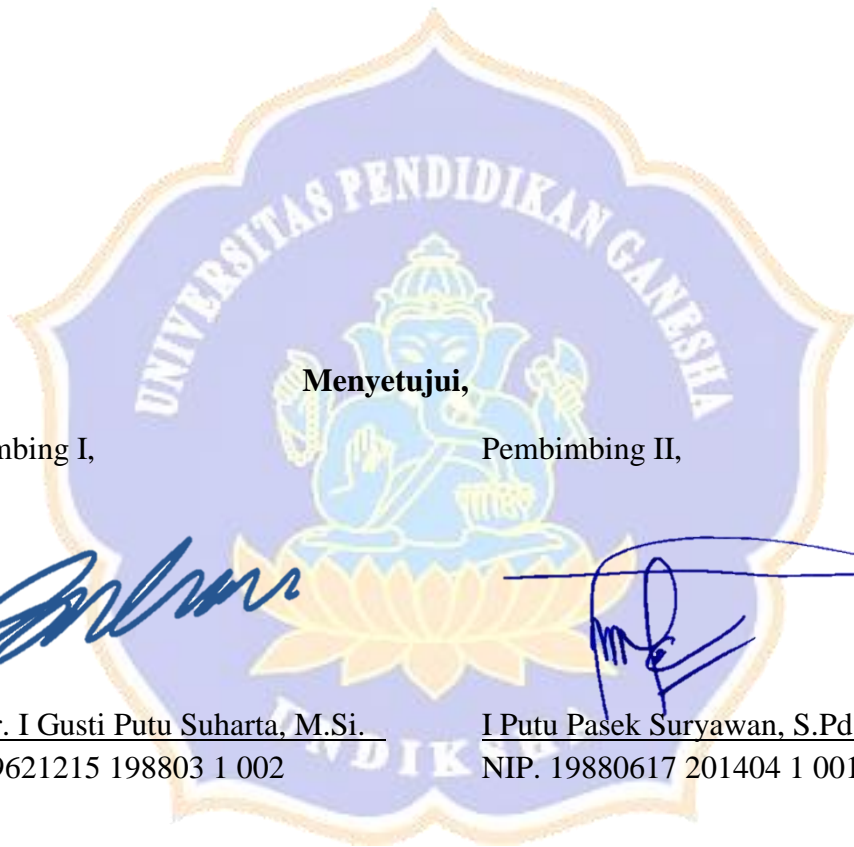 UNIVERSITAS PENDIDIKAN GANESHA
Menyetujui,
mbing I, Pembimbing II,
r. I Gusti Putu Suharta, M.Si. I Putu Pasek Suryawan, S.Pd
9621215 198803 1 002 NIP. 19880617 201404 1 001
UNDIKSHA